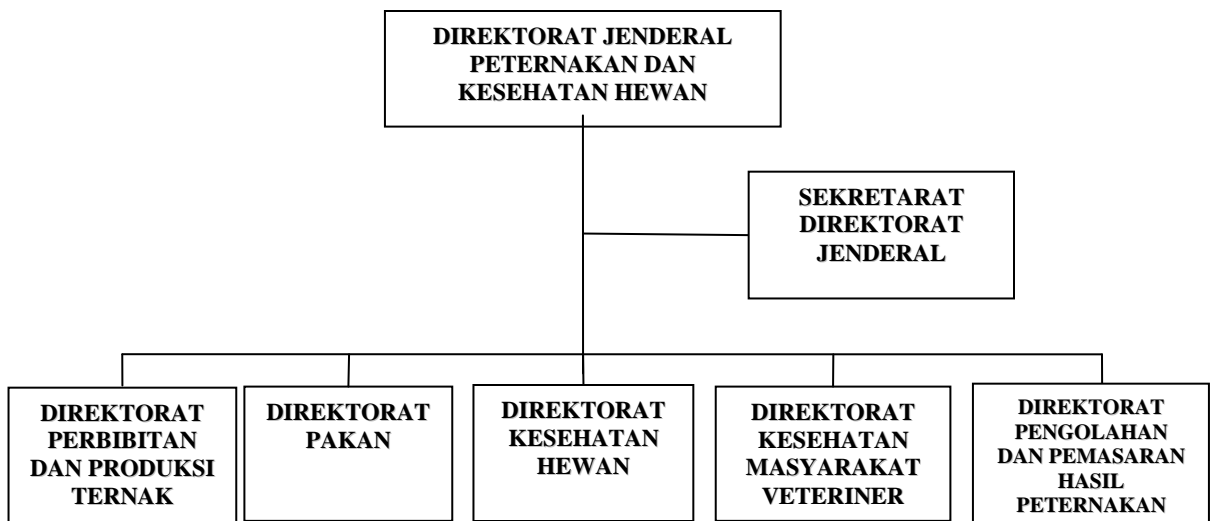 DIREKTORAT JENDERAL
PETERNAKAN DAN
KESEHATAN HEWAN
SEKRETARAT
DIREKTORAT
JENDERAL
DIREKTORAT
PERBIBITAN
DAN PRODUKSI
TERNAK
DIREKTORAT
PAKAN
DIREKTORAT
KESEHATAN
HEWAN
DIREKTORAT
KESEHATAN
MASYARAKAT
VETERINER
DIREKTORAT
PENGOLAHAN
DAN PEMASARAN
HASIL
PETERNAKAN